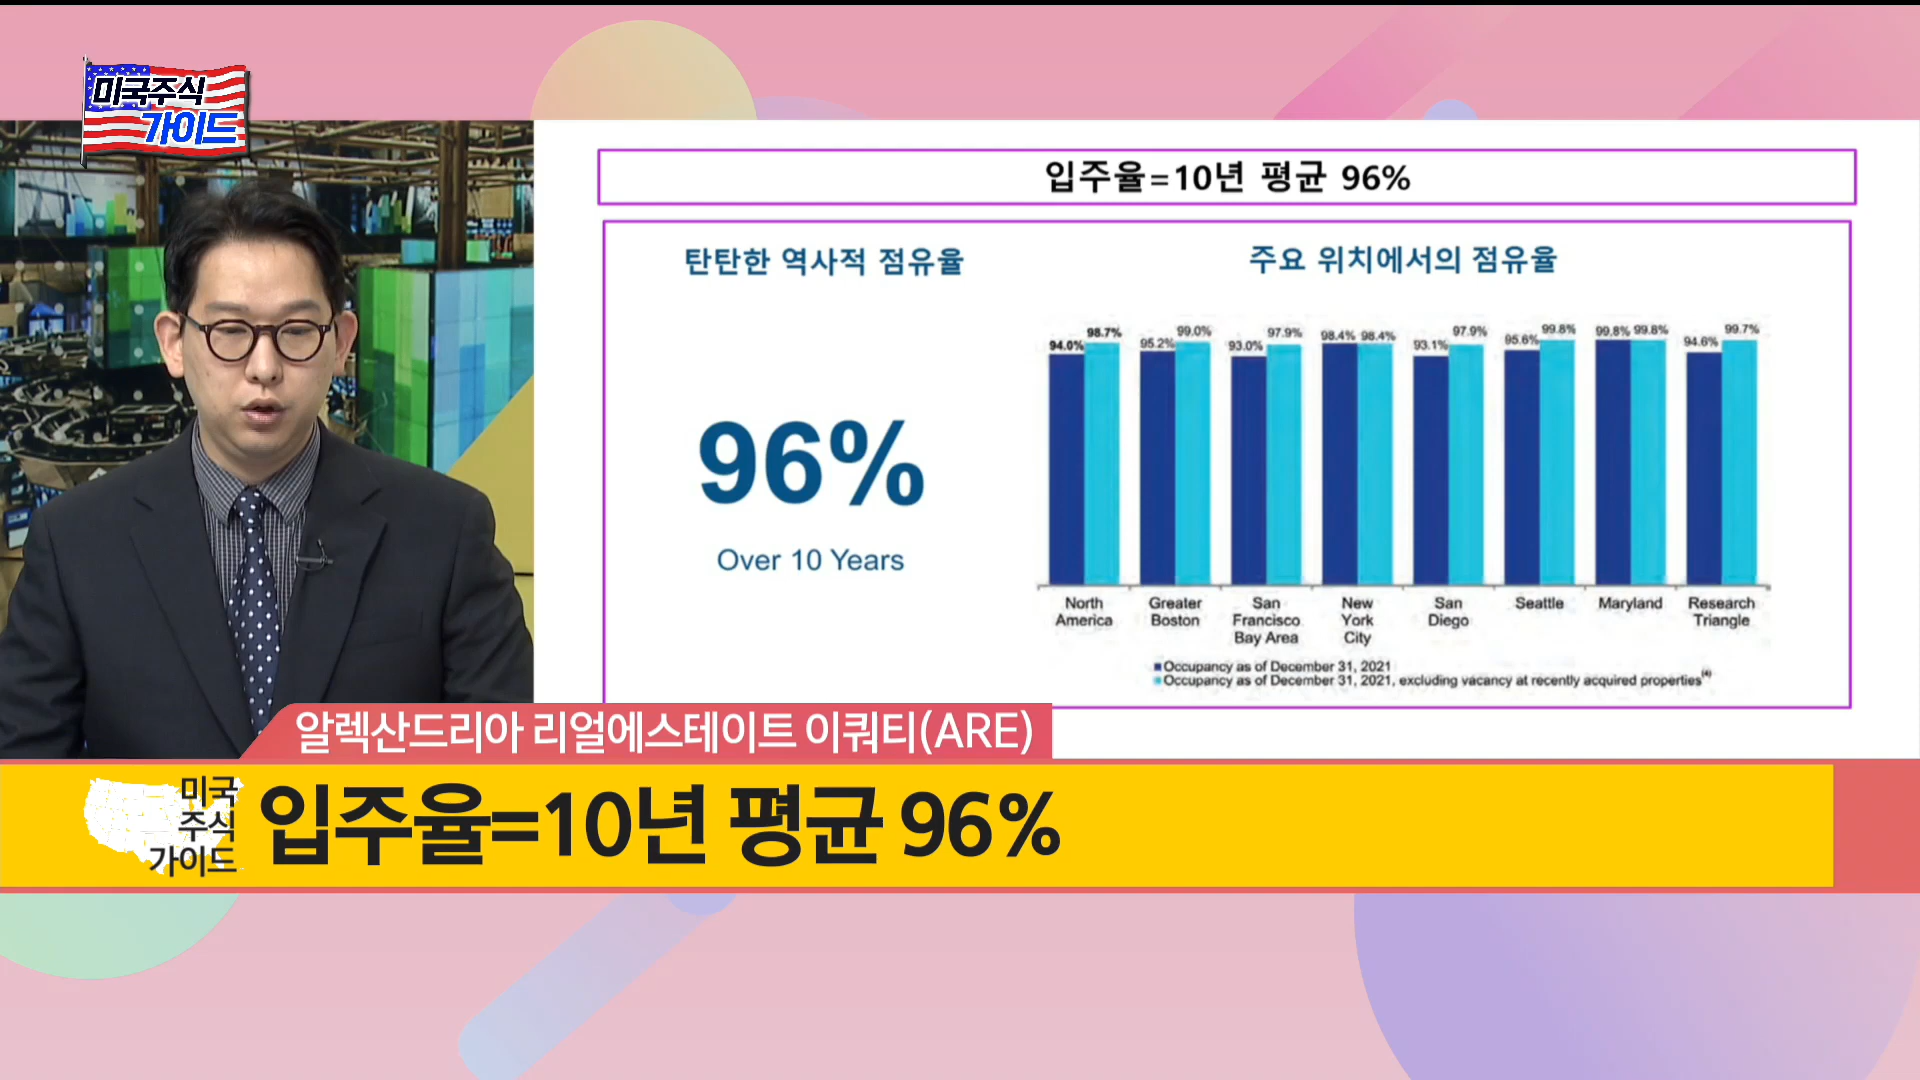 미국주식
가이드
입주율=10년 평균 96%
탄탄한 역사적 점유율
96%
Over 10 Years
주요 위치에서의 점유율
94.0% 98.7% 95.2% 99.0% 93.0% 97.9% 98.4% 98.4% 93.1% 97.9% 95.6% 99.8% 99.8% 99.8% 94.6% 99.7%
North America
Greater Boston
San Francisco Bay Area
New York City
San Diego
Seattle
Maryland
Research Triangle
Occupancy as of December 31, 2021
Occupancy as of December 31, 2021, excluding vacancy at recently acquired properties(4)
알렉산드리아 리얼에스테이트 이쿼티(ARE)
미국
주식
가이드
입주율=10년 평균 96%